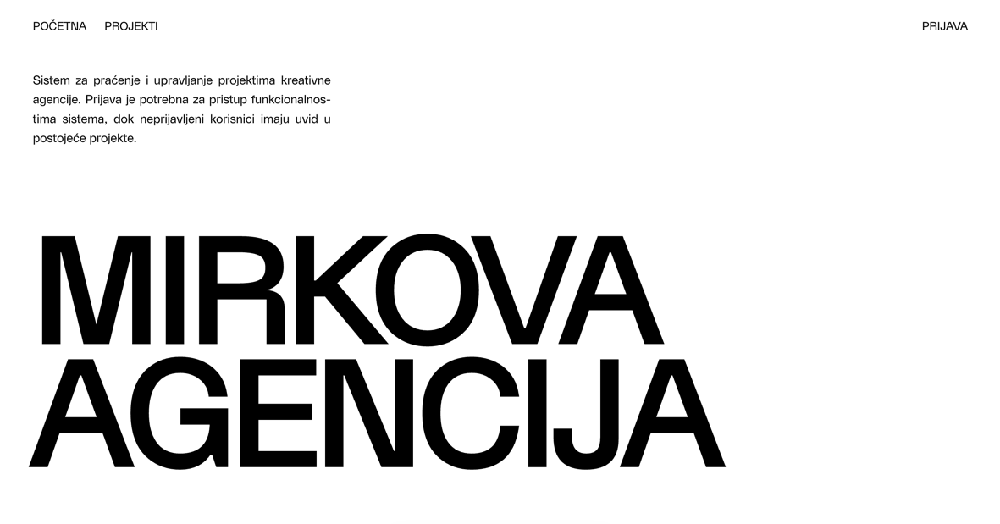 POČETNA PROJEKTI PRIJAVA
Sistem za praćenje i upravljanje projektima kreativne
agencije. Prijava je potrebna za pristup funkcionalnos-
tima sistema, dok neprijavljeni korisnici imaju uvid u
postojeće projekte.
MIRKOVA
AGENCIJA